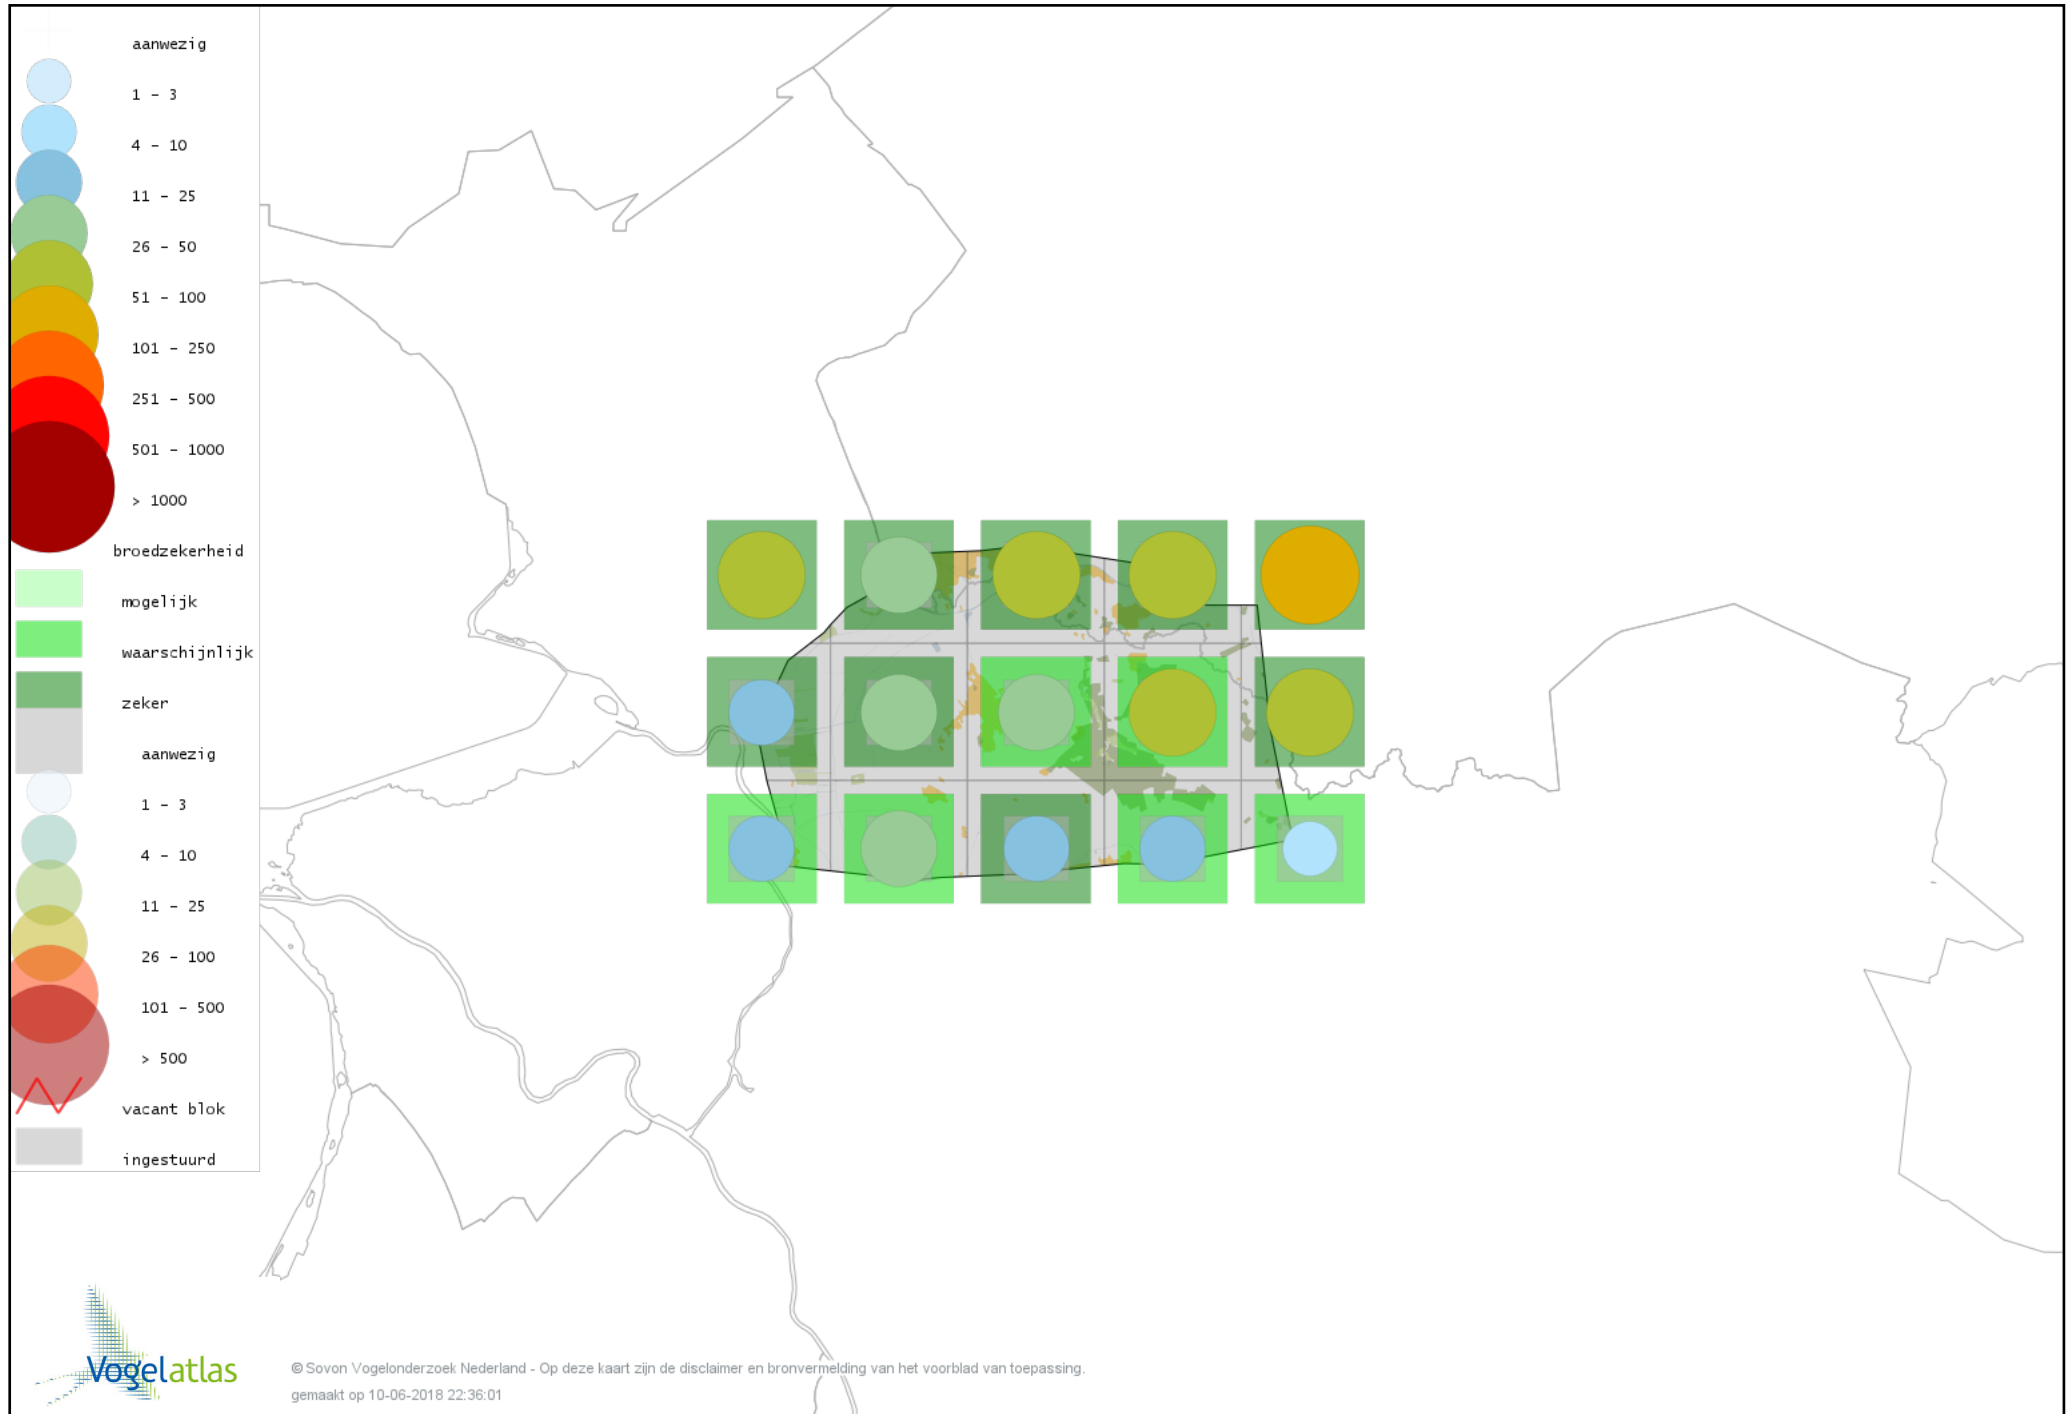 aanwezig
1 - 3
4 - 10
11 - 25
26 - 50
51 - 100
101 - 250
251 - 500
501 - 1000
> 1000
broedzekerheid
mogelijk
waarschijnlijk
zeker
aanwezig
1 - 3
4 - 10
11 - 25
26 - 100
101 - 500
> 500
vacant blok
ingestuurd
Vogelatlas
© Sovon Vogelonderzoek Nederland - Op deze kaart zijn de disclaimer en bronvermelding van het voorblad van toepassing.
gemaakt op 10-06-2018 22:36:01